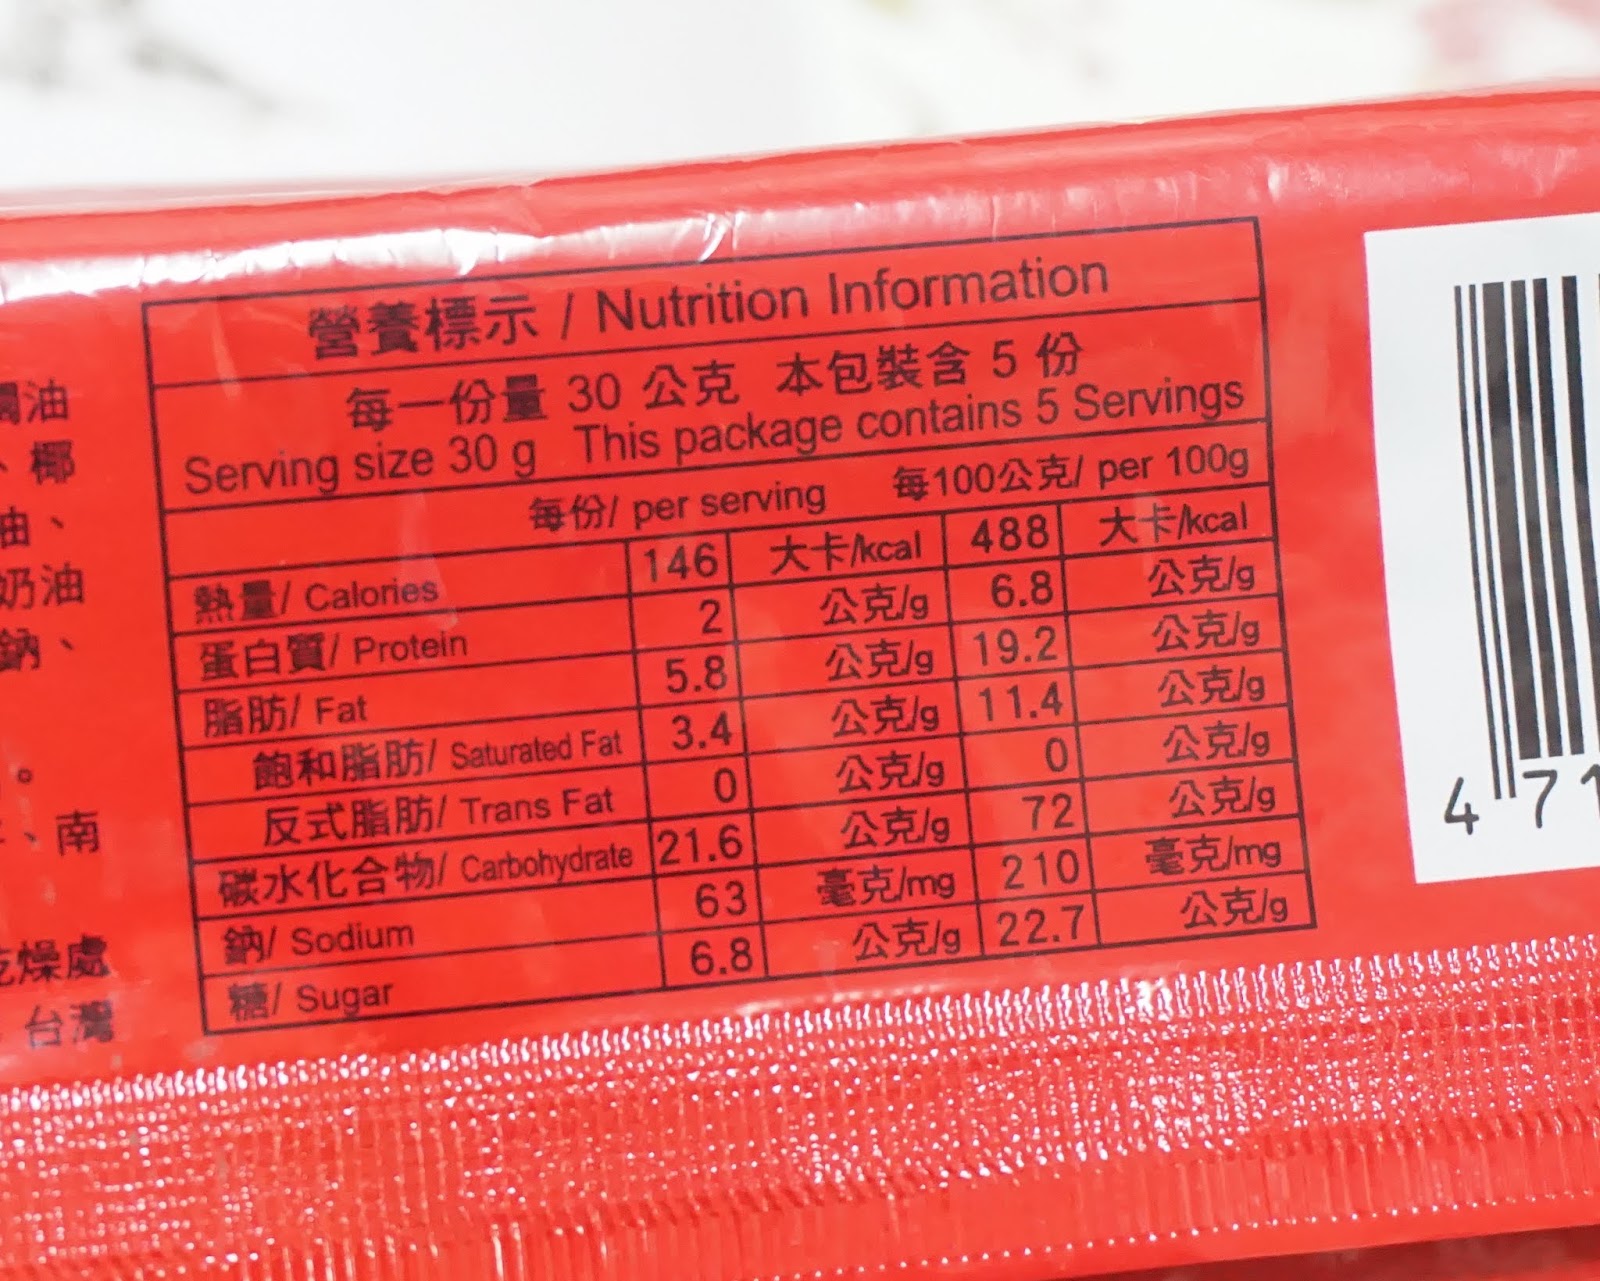 油
、椰
油、
奶油
鈉、
。
、南
乾燥處
台灣
營養標示 / Nutrition Information
每一份量 30 公克 本包裝含 5 份
Serving size 30 g This package contains 5 Servings
每份/ per serving 每100公克/ per 100g
熱量/ Calories 146 大卡/kcal 488 大卡/kcal
蛋白質/ Protein 2 公克/g 6.8 公克/g
脂肪/ Fat 5.8 公克/g 19.2 公克/g
飽和脂肪/ Saturated Fat 3.4 公克/g 11.4 公克/g
反式脂肪/ Trans Fat 0 公克/g 0 公克/g
碳水化合物/ Carbohydrate 21.6 公克/g 72 公克/g
鈉/ Sodium 63 毫克/mg 210 毫克/mg
糖/ Sugar 6.8 公克/g 22.7 公克/g
4 71